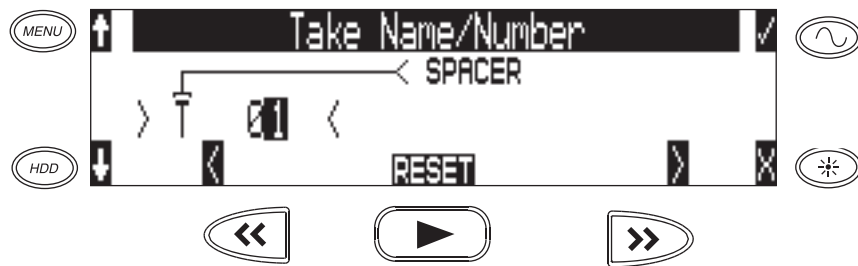 MENU
Take Name/Number
SPACER
T 01
HDD
RESET